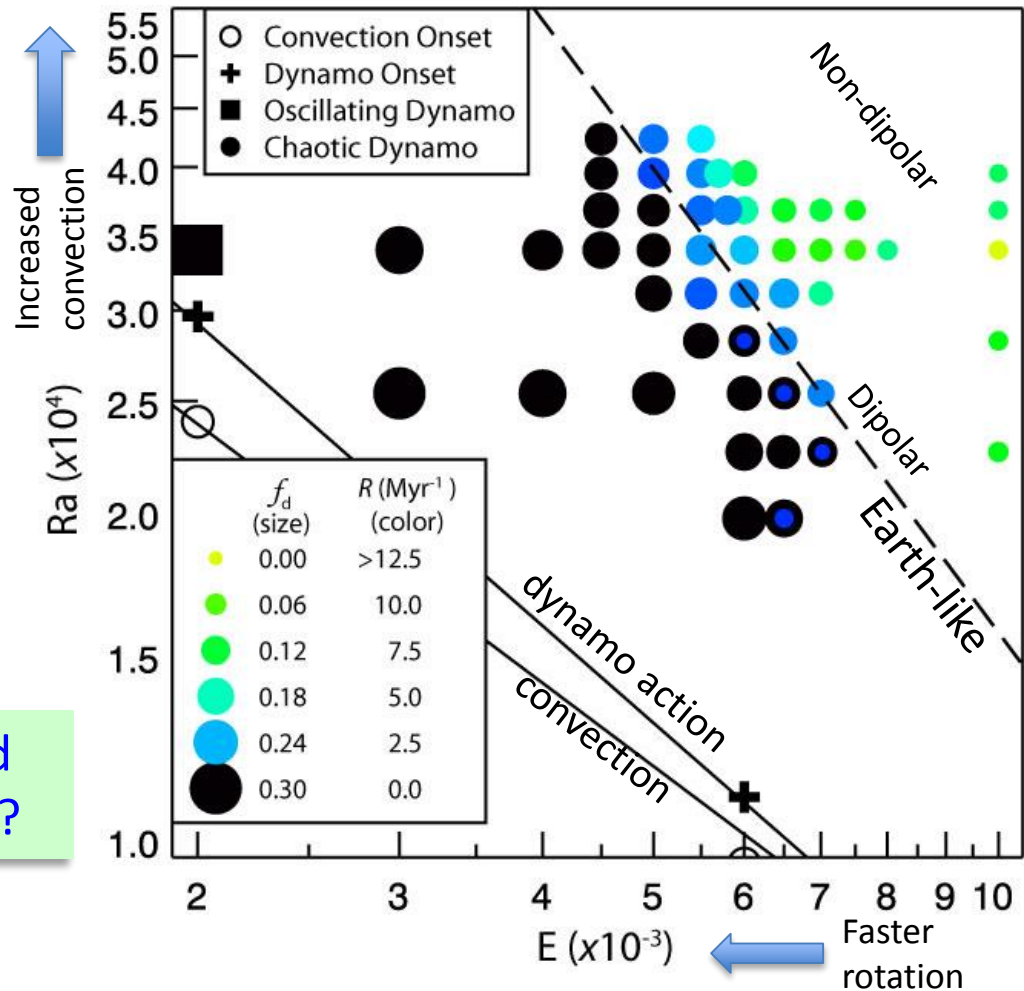 Increased
convection
Ra (x10⁴)
5.5
5.0
4.5
4.0
3.5
3.0
2.5
2.0
1.5
1.0
Convection Onset
Dynamo Onset
Oscillating Dynamo
Chaotic Dynamo
Non-dipolar
Dipolar
Earth-like
dynamo action
convection
f_d R (Myr⁻¹)
(size) (color)
0.00 >12.5
0.06 10.0
0.12 7.5
0.18 5.0
0.24 2.5
0.30 0.0
?
2 3 4 5 6 7 8 9 10
E (x10⁻³)
Faster
rotation